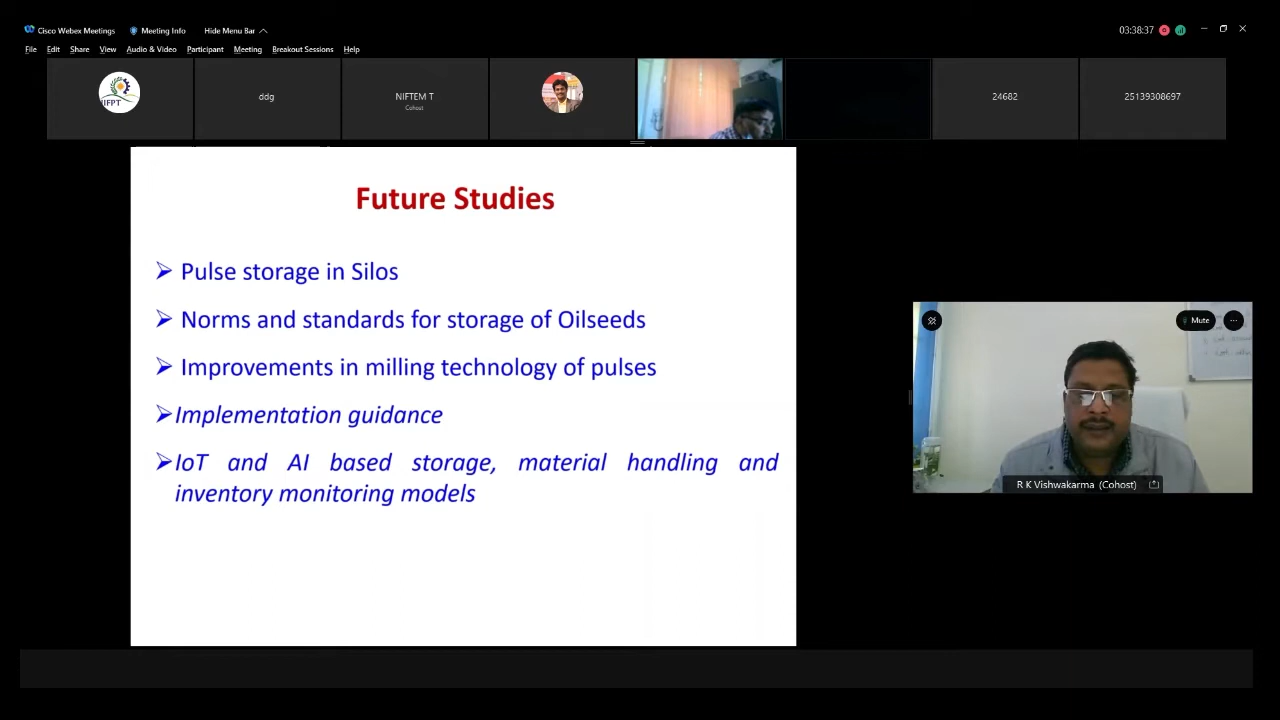 Cisco Webex Meetings
Meeting Info
Hide Menu Bar
03:38:37
File Edit Share View Audio & Video Participant Meeting Breakout Sessions Help
IIFPT
ddg
NIFTEM T
Cohost
24682
25139308697
Future Studies
Pulse storage in Silos
Norms and standards for storage of Oilseeds
Improvements in milling technology of pulses
Implementation guidance
IoT and AI based storage, material handling and
inventory monitoring models
Mute
R K Vishwakarma (Cohost)